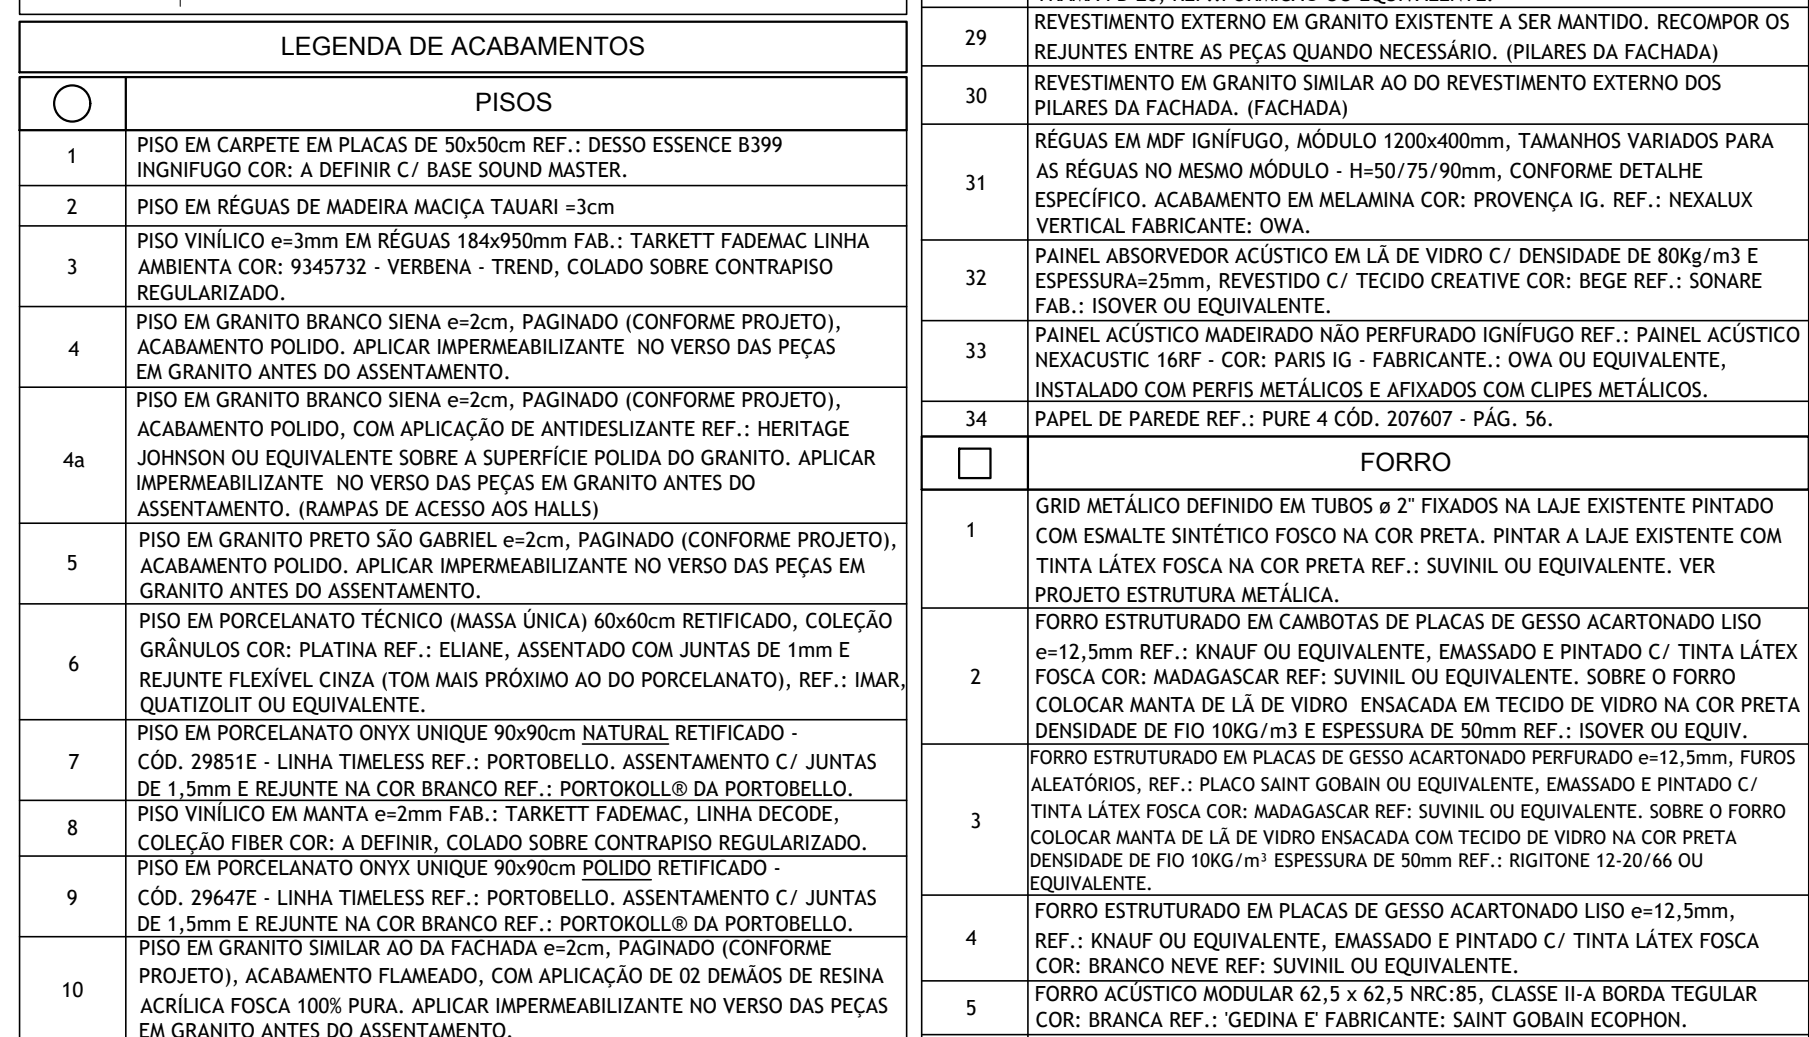 LEGENDA DE ACABAMENTOS
PISOS
1
PISO EM CARPETE EM PLACAS DE 50x50cm REF.: DESSO ESSENCE B399
INGNIFUGO COR: A DEFINIR C/ BASE SOUND MASTER.
2
PISO EM RÉGUAS DE MADEIRA MACIÇA TAUARI =3cm
3
PISO VINÍLICO e=3mm EM RÉGUAS 184x950mm FAB.: TARKETT FADEMAC LINHA
AMBIENTA COR: 9345732 - VERBENA - TREND, COLADO SOBRE CONTRAPISO
REGULARIZADO.
4
PISO EM GRANITO BRANCO SIENA e=2cm, PAGINADO (CONFORME PROJETO),
ACABAMENTO POLIDO. APLICAR IMPERMEABILIZANTE NO VERSO DAS PEÇAS
EM GRANITO ANTES DO ASSENTAMENTO.
4a
PISO EM GRANITO BRANCO SIENA e=2cm, PAGINADO (CONFORME PROJETO),
ACABAMENTO POLIDO, COM APLICAÇÃO DE ANTIDESLIZANTE REF.: HERITAGE
JOHNSON OU EQUIVALENTE SOBRE A SUPERFÍCIE POLIDA DO GRANITO. APLICAR
IMPERMEABILIZANTE NO VERSO DAS PEÇAS EM GRANITO ANTES DO
ASSENTAMENTO. (RAMPAS DE ACESSO AOS HALLS)
5
PISO EM GRANITO PRETO SÃO GABRIEL e=2cm, PAGINADO (CONFORME PROJETO),
ACABAMENTO POLIDO. APLICAR IMPERMEABILIZANTE NO VERSO DAS PEÇAS EM
GRANITO ANTES DO ASSENTAMENTO.
6
PISO EM PORCELANATO TÉCNICO (MASSA ÚNICA) 60x60cm RETIFICADO, COLEÇÃO
GRÂNULOS COR: PLATINA REF.: ELIANE, ASSENTADO COM JUNTAS DE 1mm E
REJUNTE FLEXÍVEL CINZA (TOM MAIS PRÓXIMO AO DO PORCELANATO), REF.: IMAR,
QUATIZOLIT OU EQUIVALENTE.
7
PISO EM PORCELANATO ONYX UNIQUE 90x90cm NATURAL RETIFICADO -
CÓD. 29851E - LINHA TIMELESS REF.: PORTOBELLO. ASSENTAMENTO C/ JUNTAS
DE 1,5mm E REJUNTE NA COR BRANCO REF.: PORTOKOLL® DA PORTOBELLO.
8
PISO VINÍLICO EM MANTA e=2mm FAB.: TARKETT FADEMAC, LINHA DECODE,
COLEÇÃO FIBER COR: A DEFINIR, COLADO SOBRE CONTRAPISO REGULARIZADO.
9
PISO EM PORCELANATO ONYX UNIQUE 90x90cm POLIDO RETIFICADO -
CÓD. 29647E - LINHA TIMELESS REF.: PORTOBELLO. ASSENTAMENTO C/ JUNTAS
DE 1,5mm E REJUNTE NA COR BRANCO REF.: PORTOKOLL® DA PORTOBELLO.
10
PISO EM GRANITO SIMILAR AO DA FACHADA e=2cm, PAGINADO (CONFORME
PROJETO), ACABAMENTO FLAMEADO, COM APLICAÇÃO DE 02 DEMÃOS DE RESINA
ACRÍLICA FOSCA 100% PURA. APLICAR IMPERMEABILIZANTE NO VERSO DAS PEÇAS
EM GRANITO ANTES DO ASSENTAMENTO.
29
REVESTIMENTO EXTERNO EM GRANITO EXISTENTE A SER MANTIDO. RECOMPOR OS
REJUNTES ENTRE AS PEÇAS QUANDO NECESSÁRIO. (PILARES DA FACHADA)
30
REVESTIMENTO EM GRANITO SIMILAR AO DO REVESTIMENTO EXTERNO DOS
PILARES DA FACHADA. (FACHADA)
31
RÉGUAS EM MDF IGNÍFUGO, MÓDULO 1200x400mm, TAMANHOS VARIADOS PARA
AS RÉGUAS NO MESMO MÓDULO - H=50/75/90mm, CONFORME DETALHE
ESPECÍFICO. ACABAMENTO EM MELAMINA COR: PROVENÇA IG. REF.: NEXALUX
VERTICAL FABRICANTE: OWA.
32
PAINEL ABSORVEDOR ACÚSTICO EM LÃ DE VIDRO C/ DENSIDADE DE 80Kg/m3 E
ESPESSURA=25mm, REVESTIDO C/ TECIDO CREATIVE COR: BEGE REF.: SONARE
FAB.: ISOVER OU EQUIVALENTE.
33
PAINEL ACÚSTICO MADEIRADO NÃO PERFURADO IGNÍFUGO REF.: PAINEL ACÚSTICO
NEXACUSTIC 16RF - COR: PARIS IG - FABRICANTE.: OWA OU EQUIVALENTE,
INSTALADO COM PERFIS METÁLICOS E AFIXADOS COM CLIPES METÁLICOS.
34
PAPEL DE PAREDE REF.: PURE 4 CÓD. 207607 - PÁG. 56.
FORRO
1
GRID METÁLICO DEFINIDO EM TUBOS ø 2" FIXADOS NA LAJE EXISTENTE PINTADO
COM ESMALTE SINTÉTICO FOSCO NA COR PRETA. PINTAR A LAJE EXISTENTE COM
TINTA LÁTEX FOSCA NA COR PRETA REF.: SUVINIL OU EQUIVALENTE. VER
PROJETO ESTRUTURA METÁLICA.
2
FORRO ESTRUTURADO EM CAMBOTAS DE PLACAS DE GESSO ACARTONADO LISO
e=12,5mm REF.: KNAUF OU EQUIVALENTE, EMASSADO E PINTADO C/ TINTA LÁTEX
FOSCA COR: MADAGASCAR REF: SUVINIL OU EQUIVALENTE. SOBRE O FORRO
COLOCAR MANTA DE LÃ DE VIDRO ENSACADA EM TECIDO DE VIDRO NA COR PRETA
DENSIDADE DE FIO 10KG/m3 E ESPESSURA DE 50mm REF.: ISOVER OU EQUIV.
3
FORRO ESTRUTURADO EM PLACAS DE GESSO ACARTONADO PERFURADO e=12,5mm, FUROS
ALEATÓRIOS, REF.: PLACO SAINT GOBAIN OU EQUIVALENTE, EMASSADO E PINTADO C/
TINTA LÁTEX FOSCA COR: MADAGASCAR REF: SUVINIL OU EQUIVALENTE. SOBRE O FORRO
COLOCAR MANTA DE LÃ DE VIDRO ENSACADA COM TECIDO DE VIDRO NA COR PRETA
DENSIDADE DE FIO 10KG/m³ ESPESSURA DE 50mm REF.: RIGITONE 12-20/66 OU
EQUIVALENTE.
4
FORRO ESTRUTURADO EM PLACAS DE GESSO ACARTONADO LISO e=12,5mm,
REF.: KNAUF OU EQUIVALENTE, EMASSADO E PINTADO C/ TINTA LÁTEX FOSCA
COR: BRANCO NEVE REF: SUVINIL OU EQUIVALENTE.
5
FORRO ACÚSTICO MODULAR 62,5 x 62,5 NRC:85, CLASSE II-A BORDA TEGULAR
COR: BRANCA REF.: 'GEDINA E' FABRICANTE: SAINT GOBAIN ECOPHON.